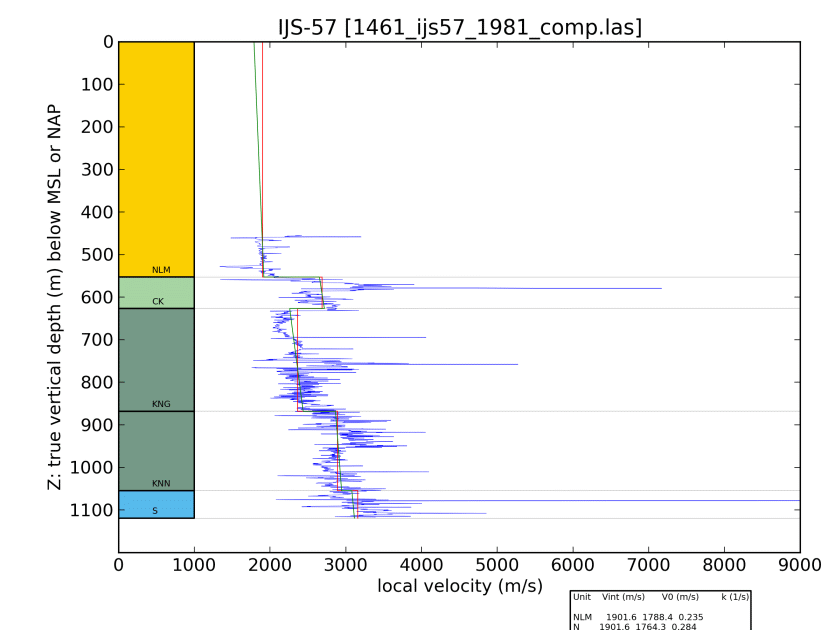 IJS-57 [1461_ijs57_1981_comp.las]
Z: true vertical depth (m) below MSL or NAP
0
100
200
300
400
500
600
700
800
900
1000
1100
NLM
CK
KNG
KNN
S
0 1000 2000 3000 4000 5000 6000 7000 8000 9000
local velocity (m/s)
Unit Vint (m/s) V0 (m/s) k (1/s)
NLM 1901.6 1788.4 0.235
N 1901.6 1764.3 0.284